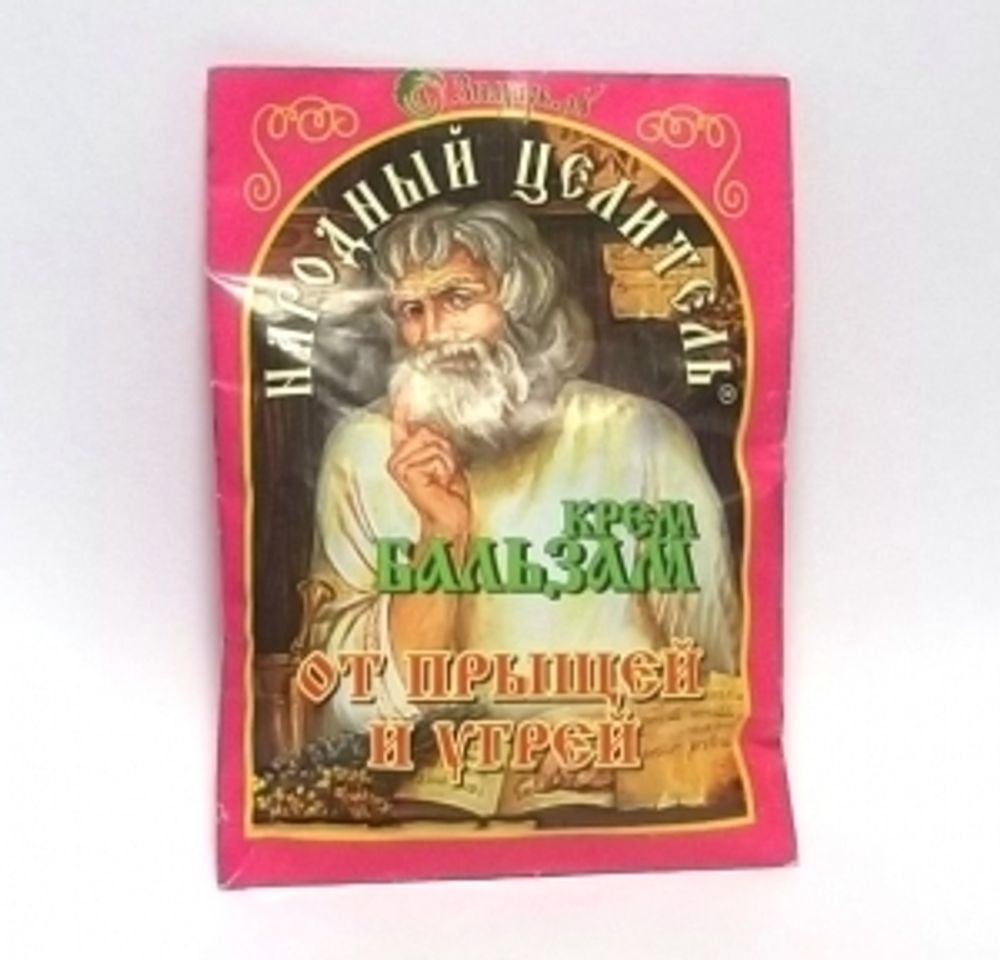 НАРОДНЫЙ ЦЕЛИТЕЛЬ®
КРЕМ
БАЛЬЗАМ
ОТ ПРЫЩЕЙ
И УГРЕЙ